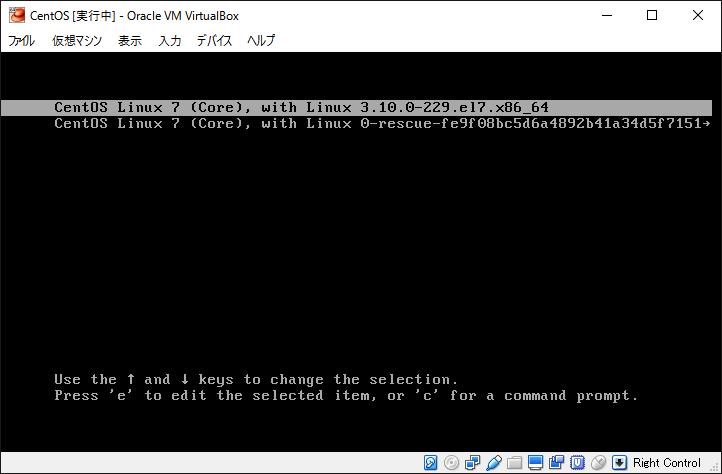 CentOS [実行中] - Oracle VM VirtualBox
ファイル 仮想マシン 表示 入力 デバイス ヘルプ
CentOS Linux 7 (Core), with Linux 3.10.0-229.el7.x86_64
CentOS Linux 7 (Core), with Linux 0-rescue-fe9f08bc5d6a4892b41a34d5f7151→
Use the ↑ and ↓ keys to change the selection.
Press 'e' to edit the selected item, or 'c' for a command prompt.
Right Control